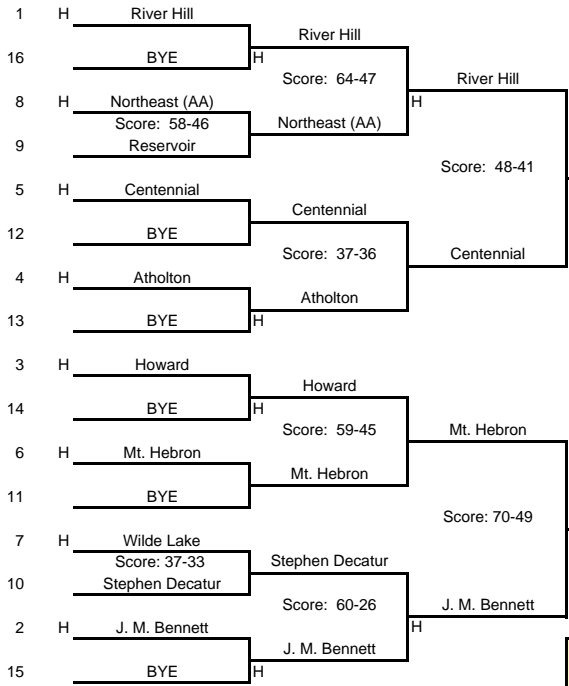 1 H River Hill
River Hill
16 BYE H
Score: 64-47 River Hill
8 H Northeast (AA) H
Score: 58-46 Northeast (AA)
9 Reservoir
Score: 48-41
5 H Centennial
Centennial
12 BYE
Score: 37-36 Centennial
4 H Atholton
Atholton
13 BYE H
3 H Howard
Howard
14 BYE H
Score: 59-45 Mt. Hebron
6 H Mt. Hebron
Mt. Hebron
11 BYE
Score: 70-49
7 H Wilde Lake
Score: 37-33 Stephen Decatur
10 Stephen Decatur
Score: 60-26 J. M. Bennett
2 H J. M. Bennett H
J. M. Bennett
15 BYE H